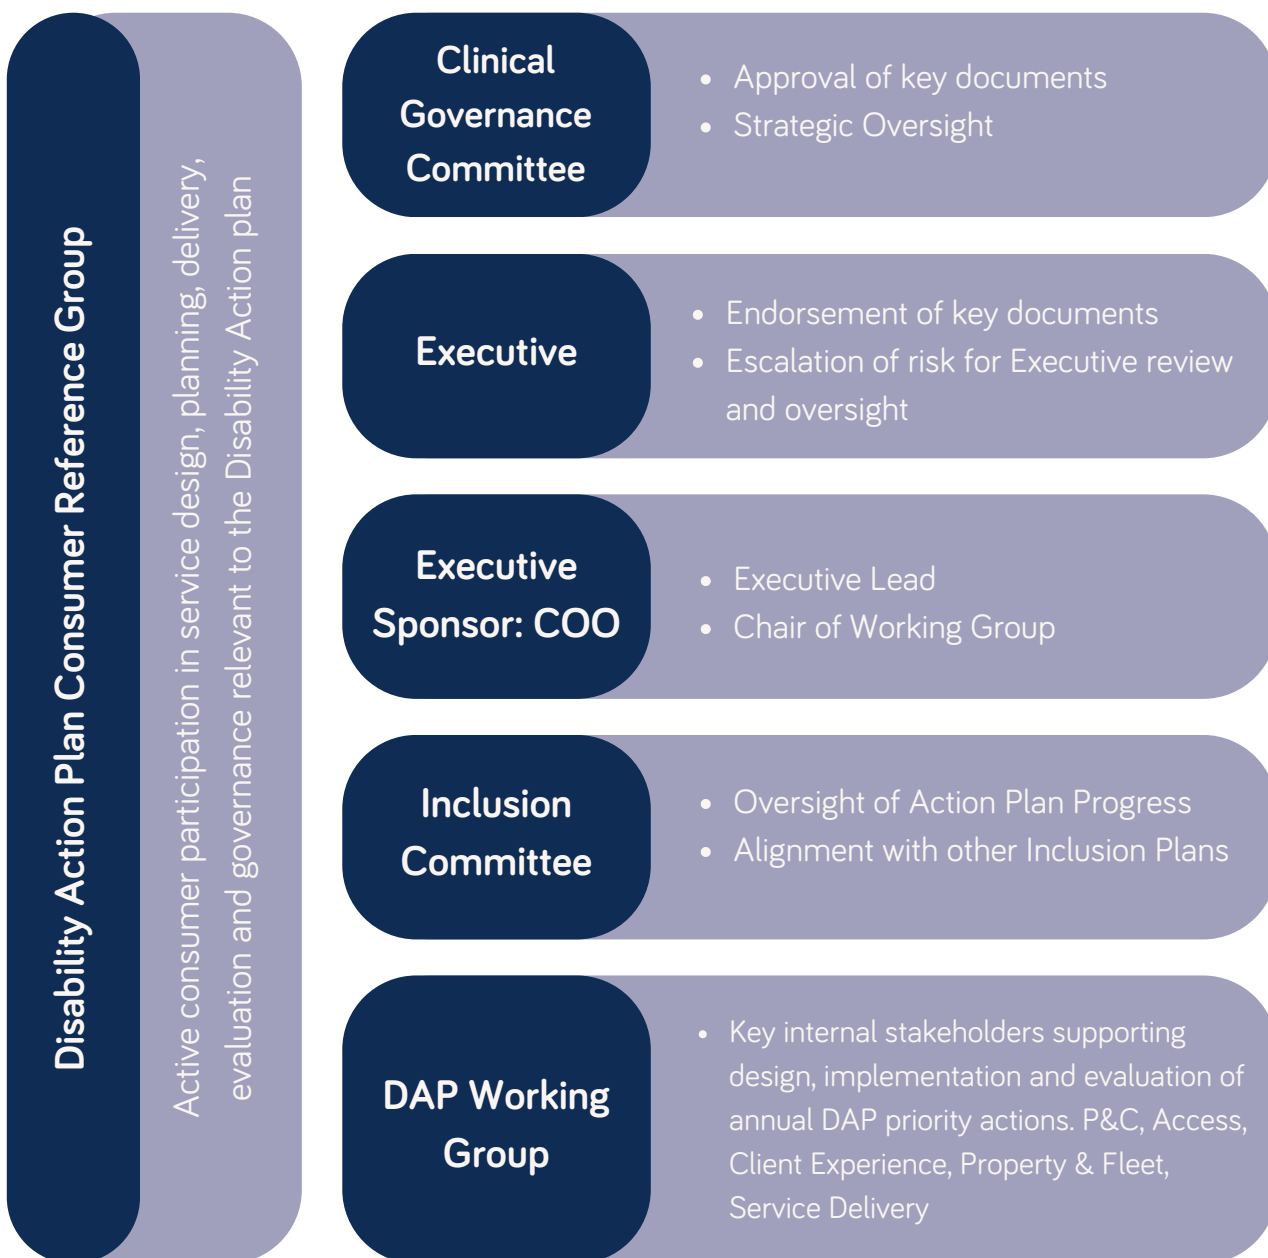 Disability Action Plan Consumer Reference Group
Active consumer participation in service design, planning, delivery,
evaluation and governance relevant to the Disability Action plan
Clinical
Governance
Committee
• Approval of key documents
• Strategic Oversight
Executive
• Endorsement of key documents
• Escalation of risk for Executive review
and oversight
Executive
Sponsor: COO
• Executive Lead
• Chair of Working Group
Inclusion
Committee
• Oversight of Action Plan Progress
• Alignment with other Inclusion Plans
DAP Working
Group
• Key internal stakeholders supporting
design, implementation and evaluation of
annual DAP priority actions. P&C, Access,
Client Experience, Property & Fleet,
Service Delivery